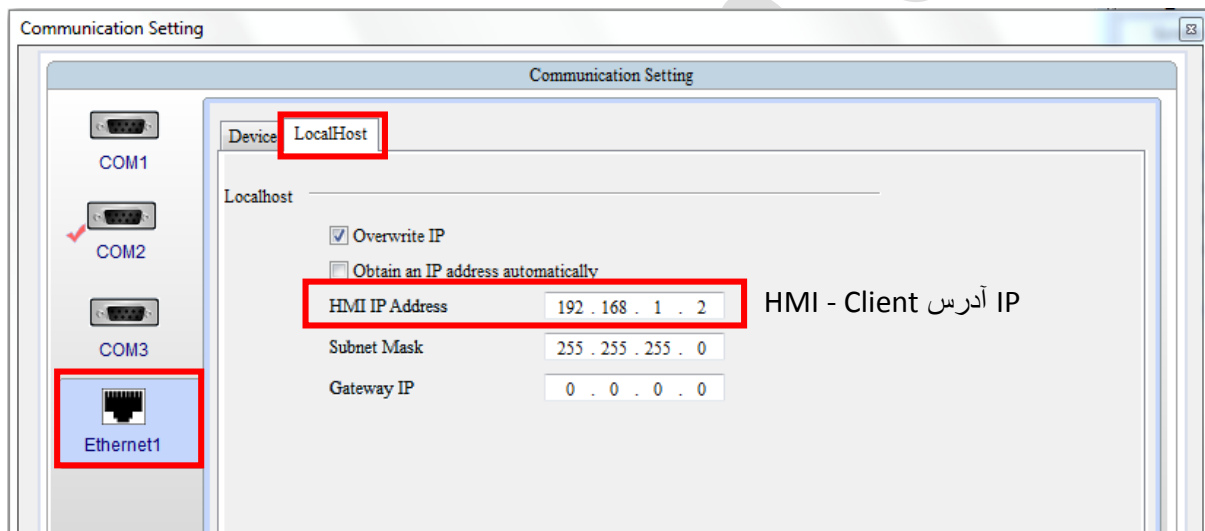 Communication Setting
Communication Setting
COM1
COM2
COM3
Ethernet1
Device
LocalHost
Localhost
Overwrite IP
Obtain an IP address automatically
HMI IP Address 192 . 168 . 1 . 2
IP آدرس HMI - Client
Subnet Mask 255 . 255 . 255 . 0
Gateway IP 0 . 0 . 0 . 0